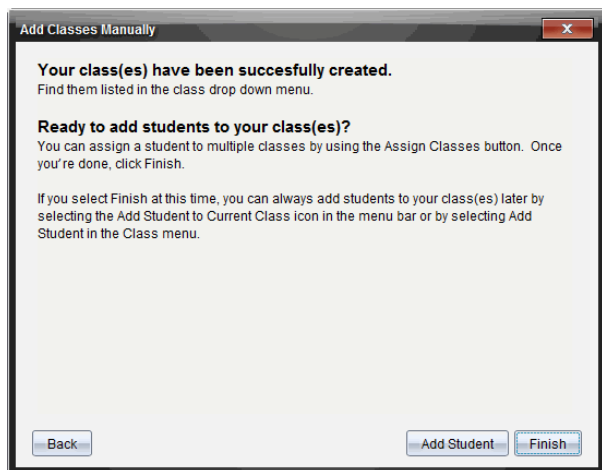 Add Classes Manually
X
Your class(es) have been succesfully created.
Find them listed in the class drop down menu.
Ready to add students to your class(es)?
You can assign a student to multiple classes by using the Assign Classes button. Once
you're done, click Finish.
If you select Finish at this time, you can always add students to your class(es) later by
selecting the Add Student to Current Class icon in the menu bar or by selecting Add
Student in the Class menu.
Back
Add Student
Finish